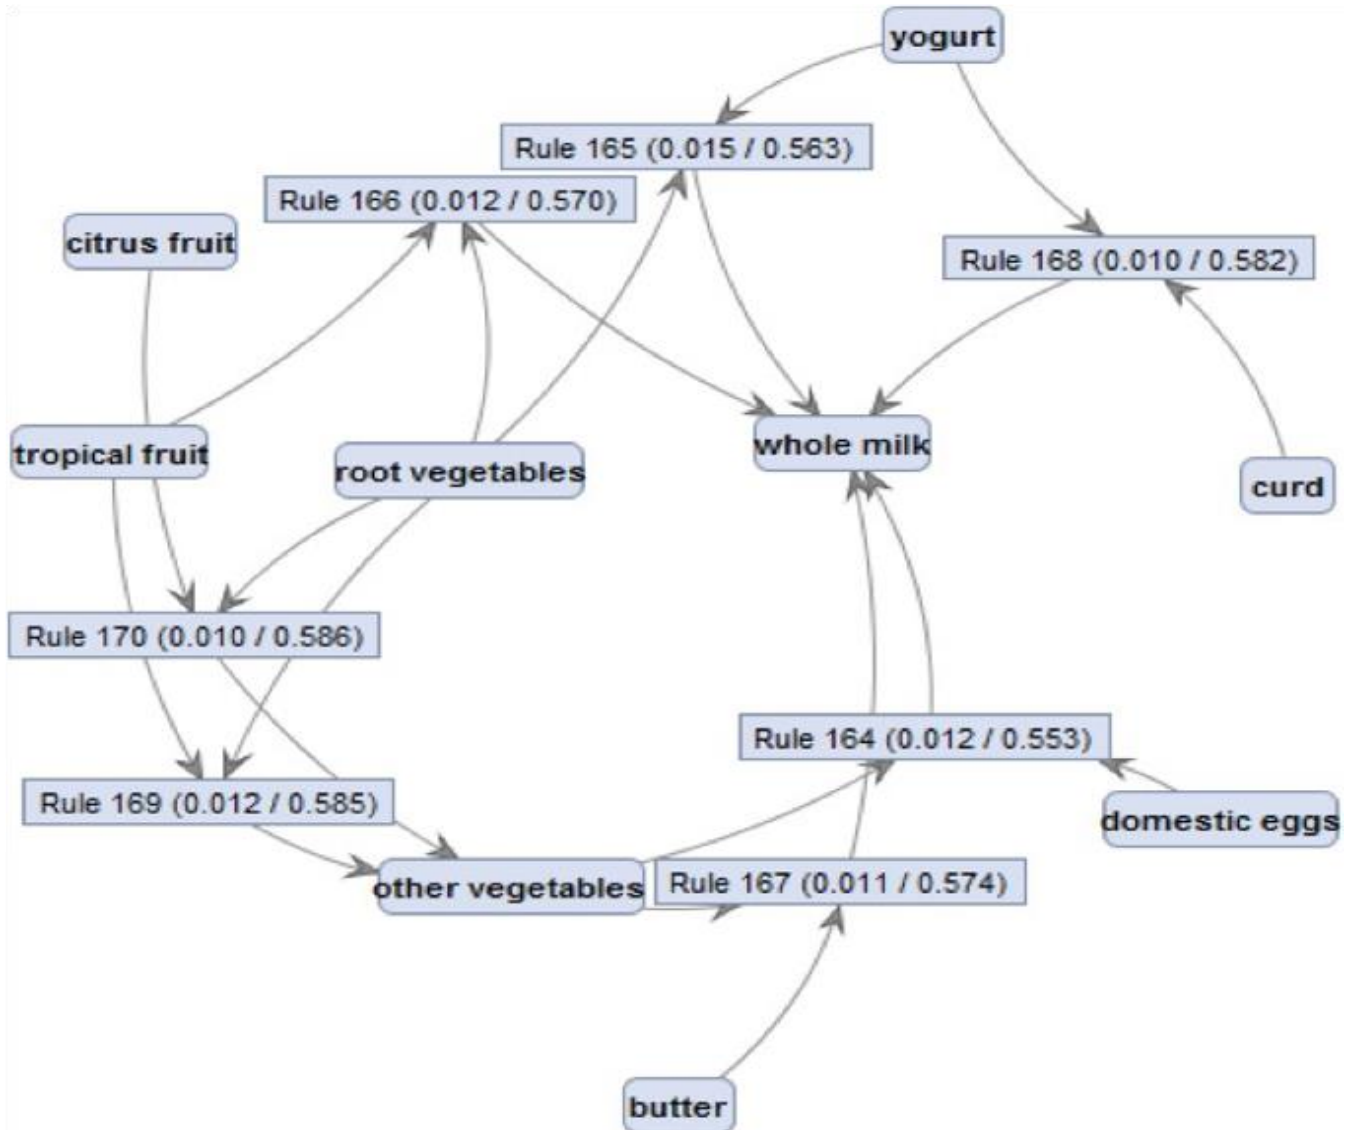 yogurt
Rule 165 (0.015 / 0.563)
Rule 166 (0.012 / 0.570)
citrus fruit
Rule 168 (0.010 / 0.582)
tropical fruit
root vegetables
whole milk
curd
Rule 170 (0.010 / 0.586)
Rule 164 (0.012 / 0.553)
Rule 169 (0.012 / 0.585)
domestic eggs
other vegetables
Rule 167 (0.011 / 0.574)
butter